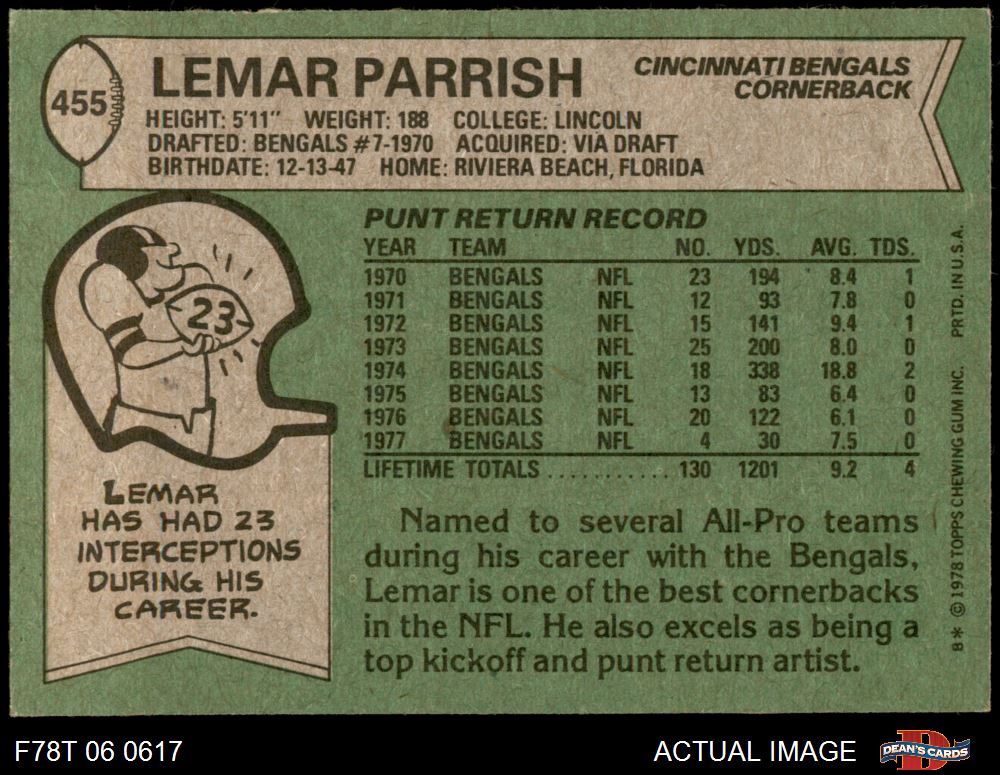 455
LEMAR PARRISH
CINCINNATI BENGALS
CORNERBACK
HEIGHT: 5'11" WEIGHT: 188 COLLEGE: LINCOLN
DRAFTED: BENGALS #7-1970 ACQUIRED: VIA DRAFT
BIRTHDATE: 12-13-47 HOME: RIVIERA BEACH, FLORIDA
23
LEMAR
HAS HAD 23
INTERCEPTIONS
DURING HIS
CAREER.
PUNT RETURN RECORD
YEAR TEAM NO. YDS. AVG. TDS.
1970 BENGALS NFL 23 194 8.4 1
1971 BENGALS NFL 12 93 7.8 0
1972 BENGALS NFL 15 141 9.4 1
1973 BENGALS NFL 25 200 8.0 0
1974 BENGALS NFL 18 338 18.8 2
1975 BENGALS NFL 13 83 6.4 0
1976 BENGALS NFL 20 122 6.1 0
1977 BENGALS NFL 4 30 7.5 0
LIFETIME TOTALS ........... 130 1201 9.2 4
Named to several All-Pro teams
during his career with the Bengals,
Lemar is one of the best cornerbacks
in the NFL. He also excels as being a
top kickoff and punt return artist.
8* © 1978 TOPPS CHEWING GUM INC. PRTD. IN U.S.A.
F78T 06 0617
ACTUAL IMAGE
DEAN'S CARDS